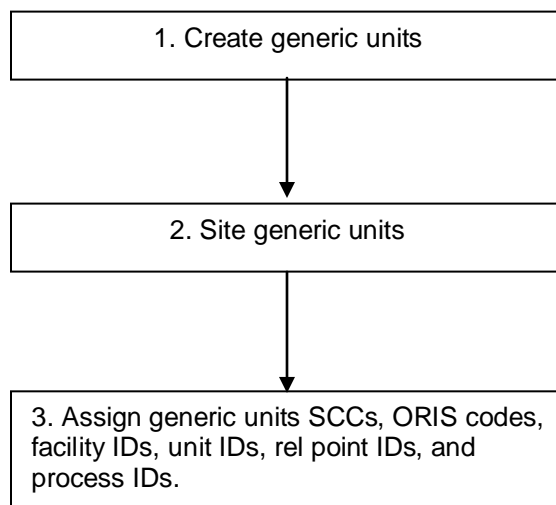 1. Create generic units
2. Site generic units
3. Assign generic units SCCs, ORIS codes,
facility IDs, unit IDs, rel point IDs, and
process IDs.